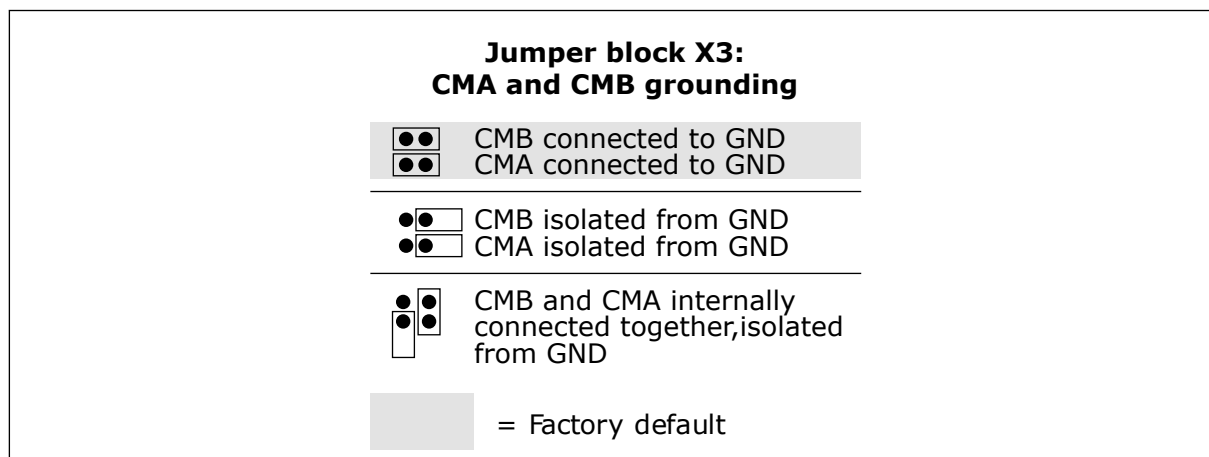 Jumper block X3:
CMA and CMB grounding
CMB connected to GND
CMA connected to GND
CMB isolated from GND
CMA isolated from GND
CMB and CMA internally
connected together,isolated
from GND
= Factory default